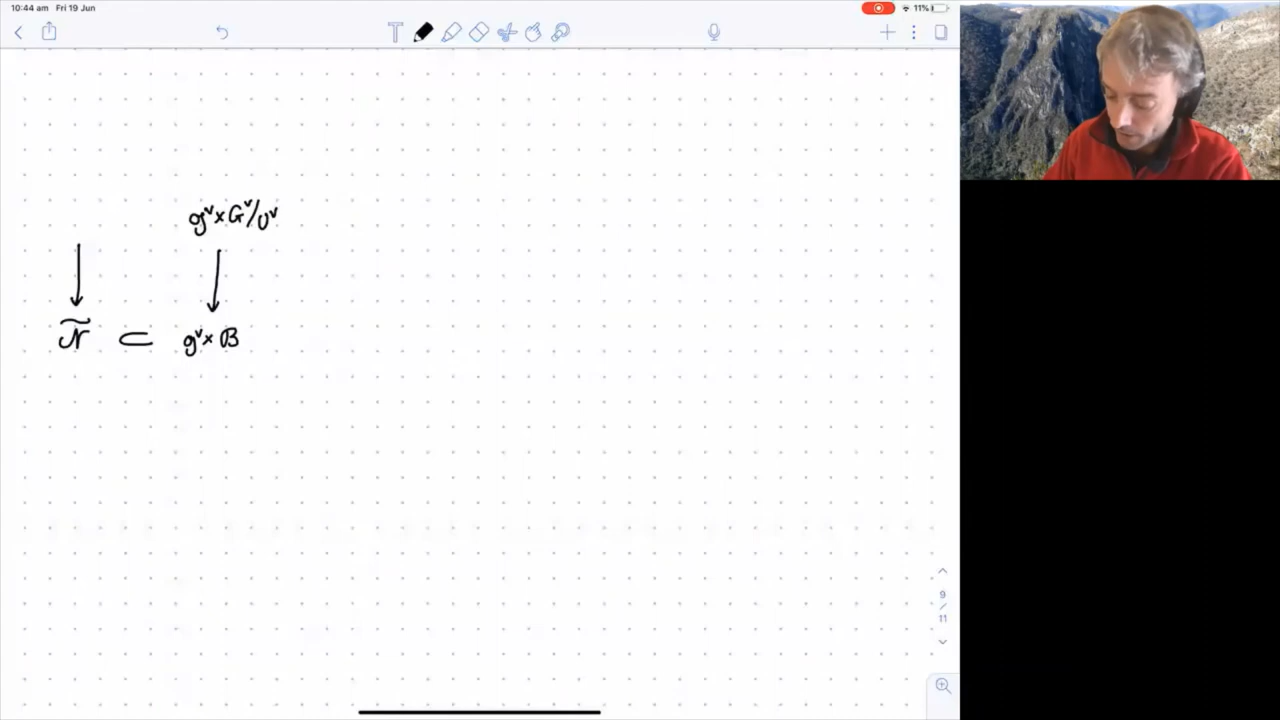 10:44 am Fri 19 Jun
11%
T
g^∨ × G^∨/U^∨
Ñ ⊂ g^∨ × B
9
/
11